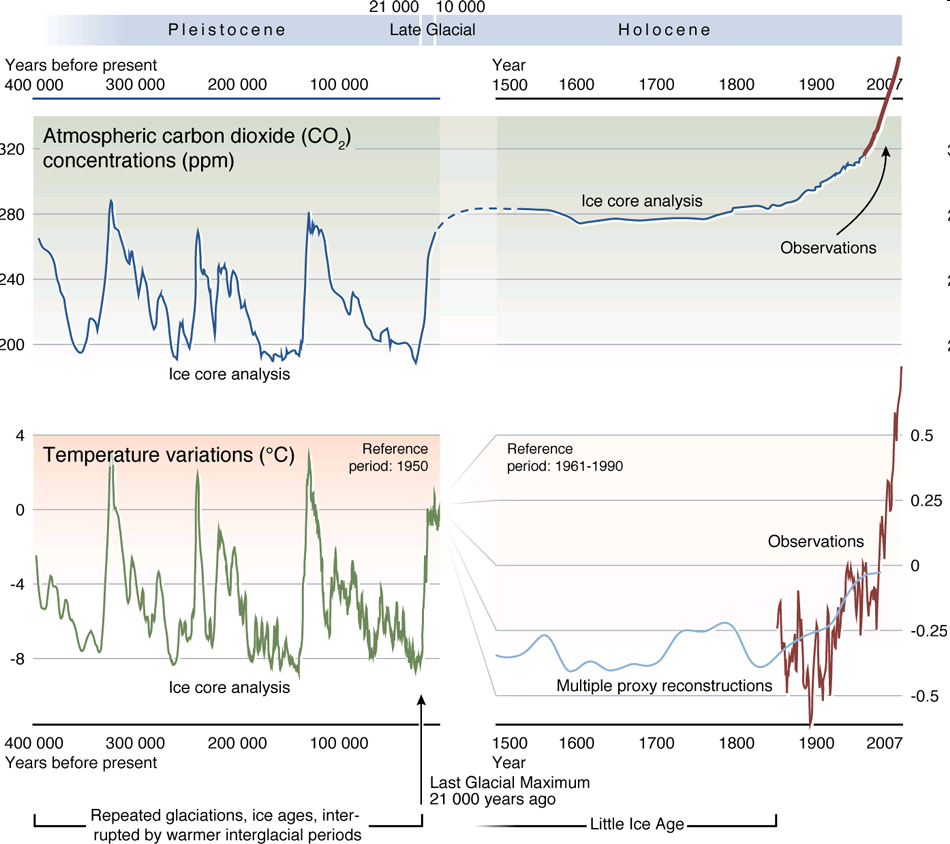 21 000 10 000
Pleistocene Late Glacial Holocene
Years before present
400 000 300 000 200 000 100 000
Year
1500 1600 1700 1800 1900 2007
Atmospheric carbon dioxide (CO2)
concentrations (ppm)
320
280
240
200
Ice core analysis
Ice core analysis
Observations
4
0
-4
-8
Temperature variations (°C)
Reference
period: 1950
Ice core analysis
Reference
period: 1961-1990
Observations
Multiple proxy reconstructions
0.5
0.25
0
-0.25
-0.5
400 000 300 000 200 000 100 000
Years before present
1500 1600 1700 1800 1900 2007
Year
Last Glacial Maximum
21 000 years ago
Repeated glaciations, ice ages, inter-
rupted by warmer interglacial periods
Little Ice Age